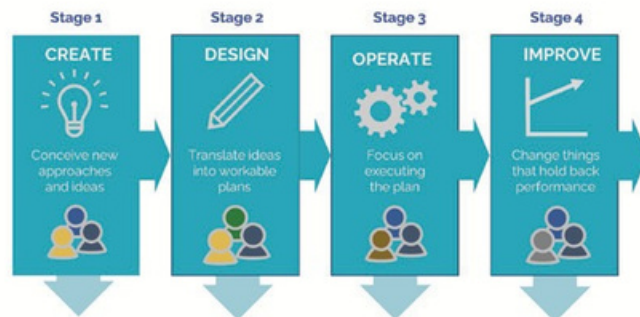 Stage 1
CREATE
Conceive new
approaches
and ideas
Stage 2
DESIGN
Translate ideas
into workable
plans
Stage 3
OPERATE
Focus on
executing
the plan
Stage 4
IMPROVE
Change things
that hold back
performance